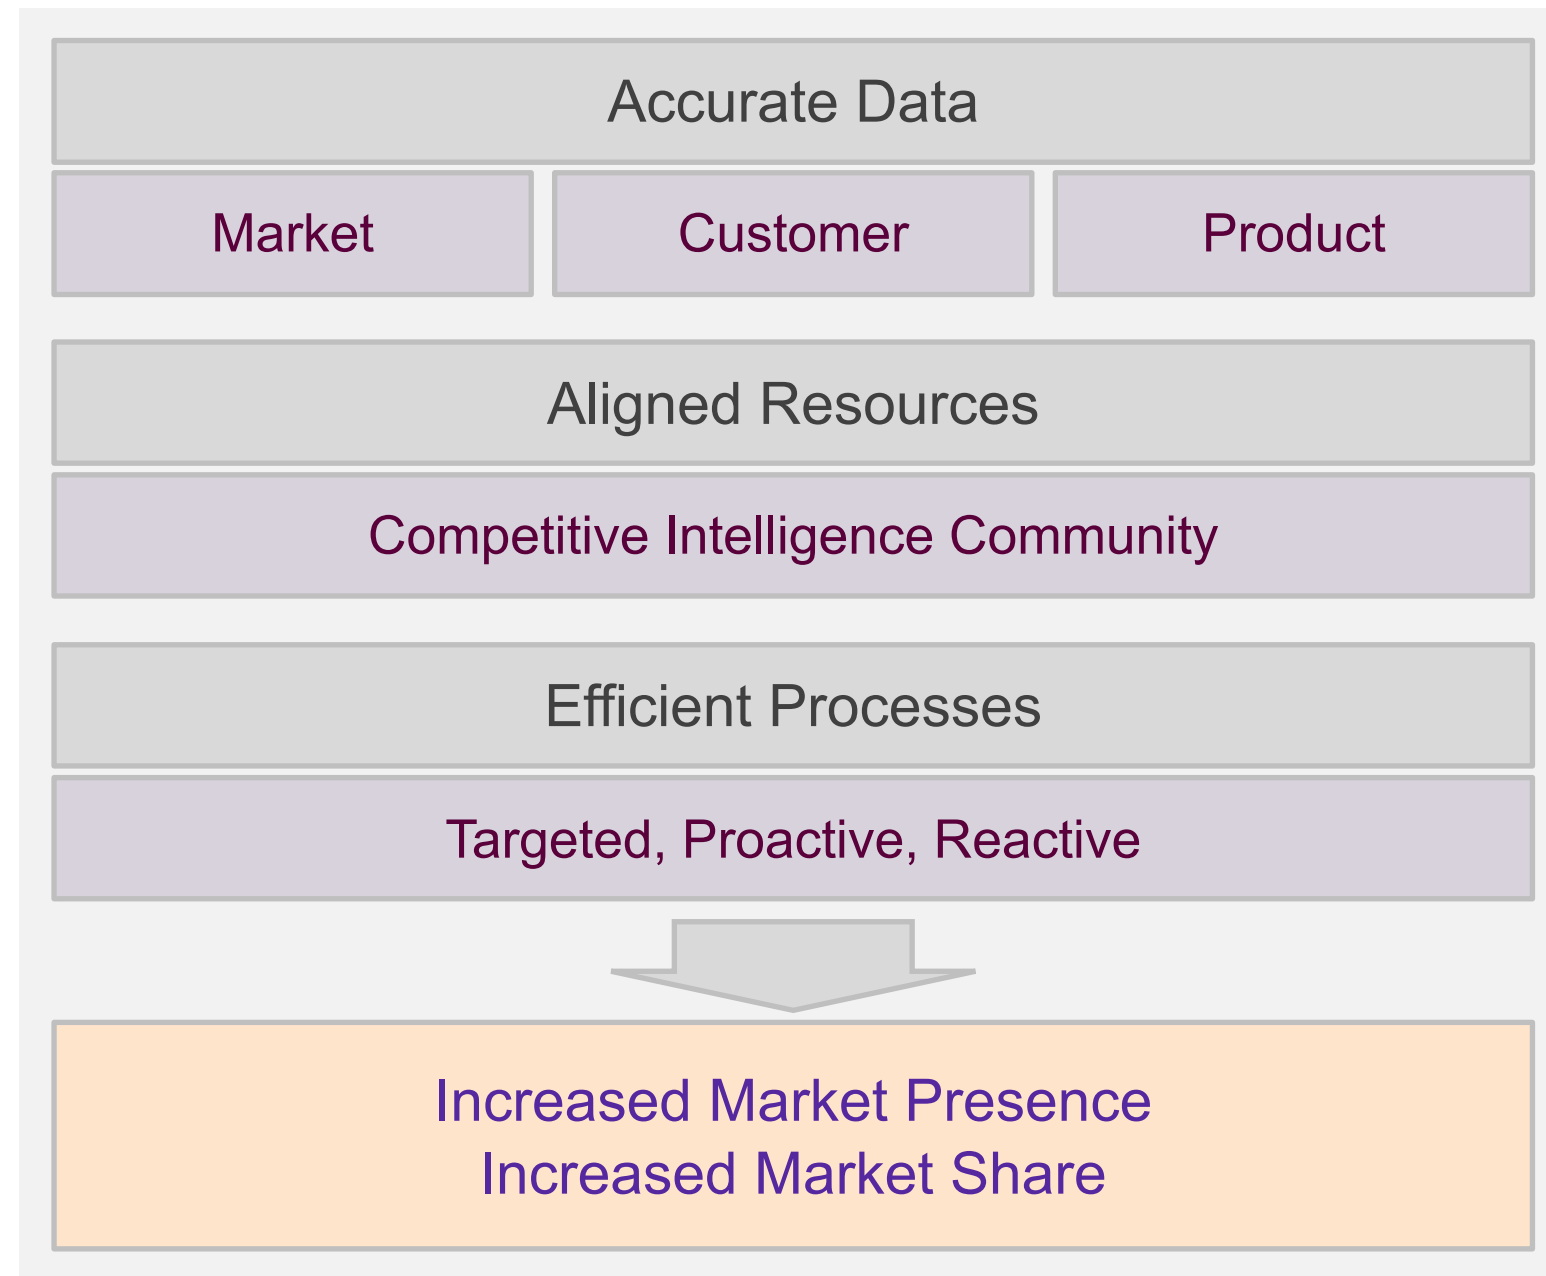 Accurate Data
Market
Customer
Product
Aligned Resources
Competitive Intelligence Community
Efficient Processes
Targeted, Proactive, Reactive
Increased Market Presence
Increased Market Share